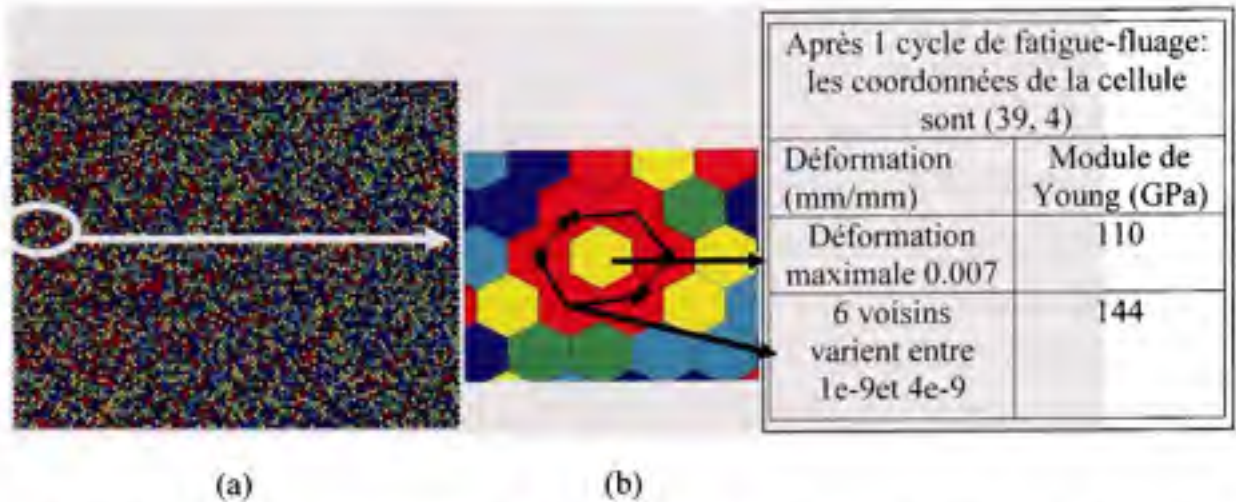 Après 1 cycle de fatigue-fluage:
les coordonnées de la cellule
sont (39, 4)
Déformation
(mm/mm)
Module de
Young (GPa)
Déformation
maximale 0.007
110
6 voisins
varient entre
1e-9et 4e-9
144
(a)
(b)